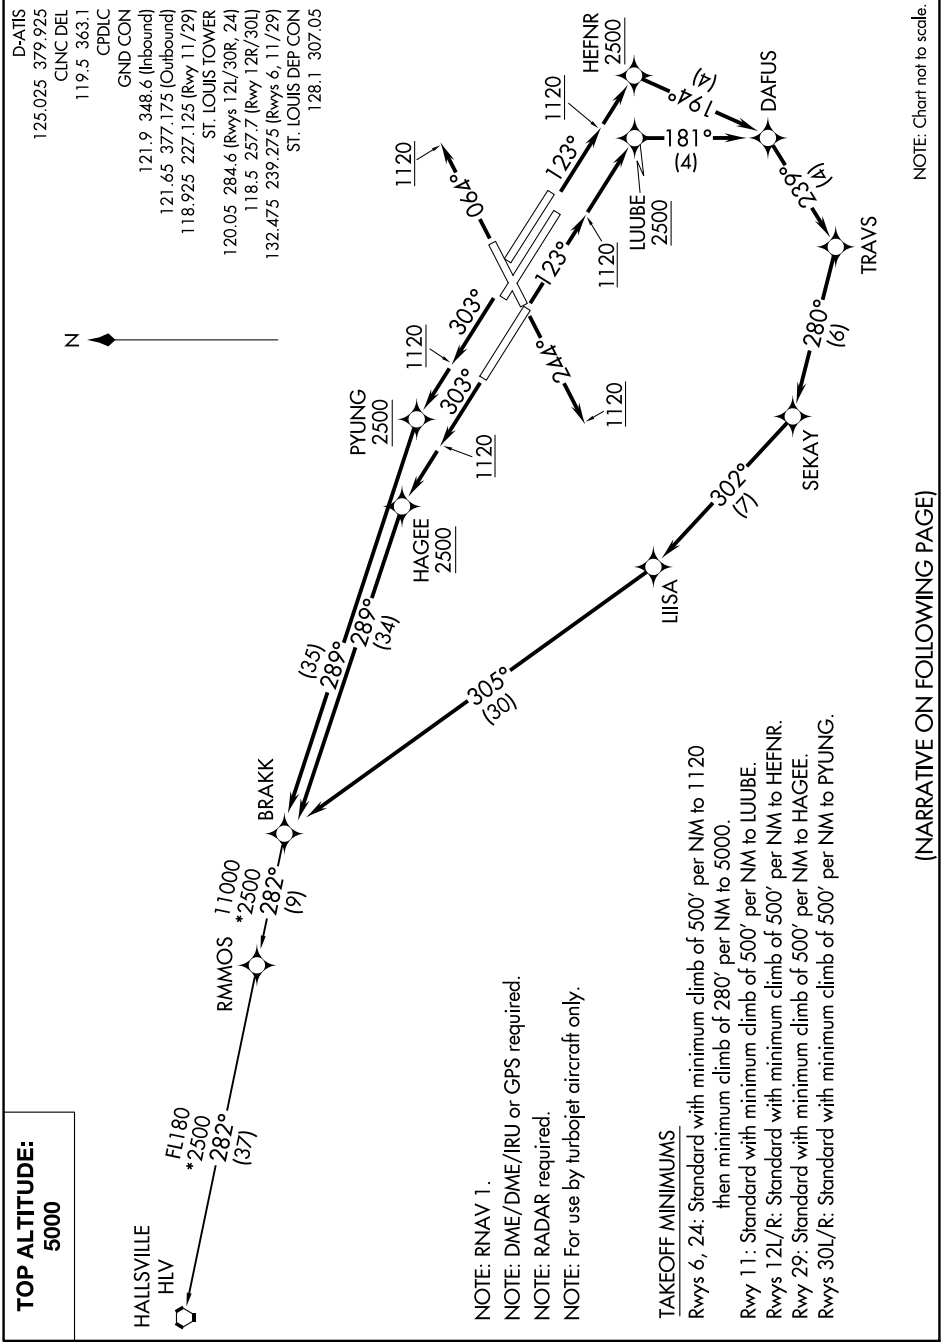 TOP ALTITUDE:
5000
D-ATIS
125.025 379.925
CLNC DEL
119.5 363.1
CPDLC
GND CON
121.9 348.6 (Inbound)
121.65 377.175 (Outbound)
118.925 227.125 (Rwy 11/29)
ST. LOUIS TOWER
120.05 284.6 (Rwys 12L/30R, 24)
118.5 257.7 (Rwy 12R/30L)
132.475 239.275 (Rwys 6, 11/29)
ST. LOUIS DEP CON
128.1 307.05
N
HALLSVILLE
HLV
FL180
*2500
282°
(37)
RMMOS
11000
*2500
282°
(9)
BRAKK
(35)
289°
289°
(34)
PYUNG
2500
HAGEE
2500
1120
303°
303°
1120
1120
064°
244°
1120
123°
1120
123°
1120
HEFNR
2500
LUUBE
2500
194°
(4)
181°
(4)
DAFUS
239°
(4)
TRAVS
280°
(6)
SEKAY
302°
(7)
LIISA
305°
(30)
NOTE: RNAV 1.
NOTE: DME/DME/IRU or GPS required.
NOTE: RADAR required.
NOTE: For use by turbojet aircraft only.
TAKEOFF MINIMUMS
Rwys 6, 24: Standard with minimum climb of 500' per NM to 1120
then minimum climb of 280' per NM to 5000.
Rwy 11: Standard with minimum climb of 500' per NM to LUUBE.
Rwys 12L/R: Standard with minimum climb of 500' per NM to HEFNR.
Rwy 29: Standard with minimum climb of 500' per NM to HAGEE.
Rwys 30L/R: Standard with minimum climb of 500' per NM to PYUNG.
NOTE: Chart not to scale.
(NARRATIVE ON FOLLOWING PAGE)